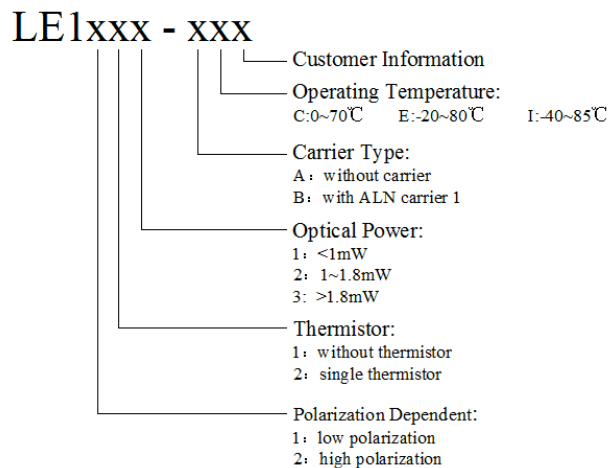 LE1xxx - xxx
Customer Information
Operating Temperature:
C:0~70℃ E:-20~80℃ I:-40~85℃
Carrier Type:
A：without carrier
B：with ALN carrier 1
Optical Power:
1：<1mW
2：1~1.8mW
3: >1.8mW
Thermistor:
1：without thermistor
2：single thermistor
Polarization Dependent:
1：low polarization
2：high polarization